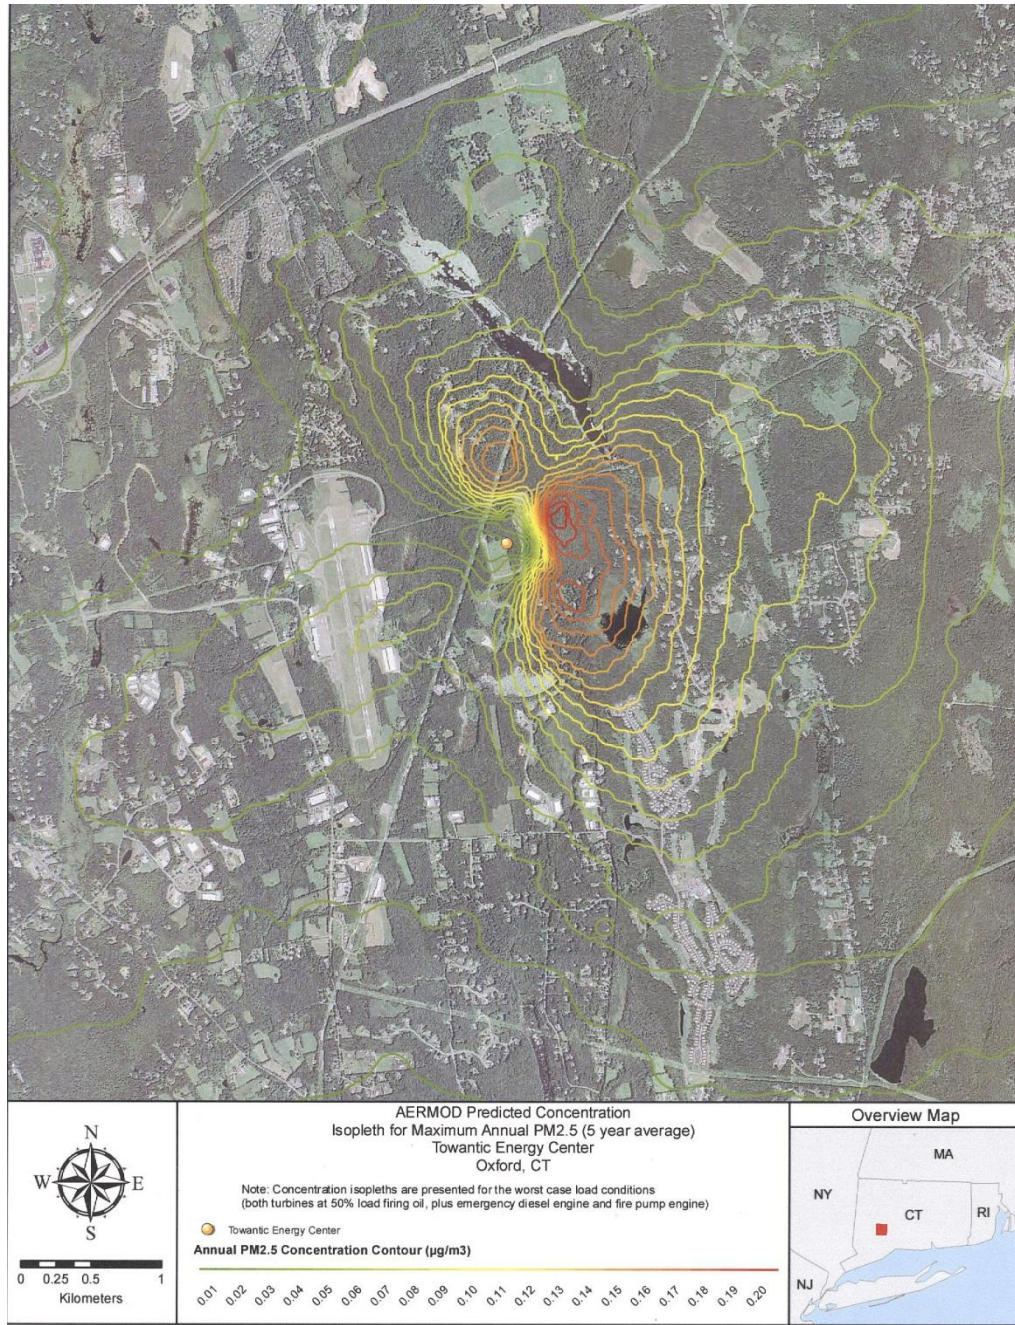 N
W E
S
0 0.25 0.5 1
Kilometers
AERMOD Predicted Concentration
Isopleth for Maximum Annual PM2.5 (5 year average)
Towantic Energy Center
Oxford, CT
Note: Concentration isopleths are presented for the worst case load conditions
(both turbines at 50% load firing oil, plus emergency diesel engine and fire pump engine)
Towantic Energy Center
Annual PM2.5 Concentration Contour (µg/m3)
0.01 0.02 0.03 0.04 0.05 0.06 0.07 0.08 0.09 0.10 0.11 0.12 0.13 0.14 0.15 0.16 0.17 0.18 0.19 0.20
Overview Map
MA
NY
CT
RI
NJ